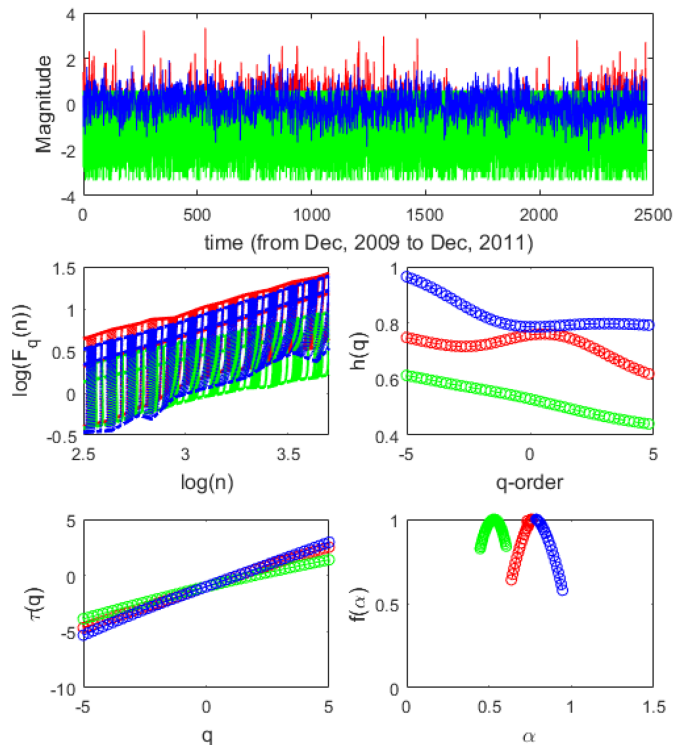 4
2
0
-2
-4
Magnitude
0 500 1000 1500 2000 2500
time (from Dec, 2009 to Dec, 2011)
1.5
1
0.5
0
-0.5
log(F_q(n))
2.5 3 3.5
log(n)
1
0.8
0.6
0.4
h(q)
-5 0 5
q-order
5
0
-5
-10
τ(q)
-5 0 5
q
1
0.5
0
f(α)
0 0.5 1 1.5
α